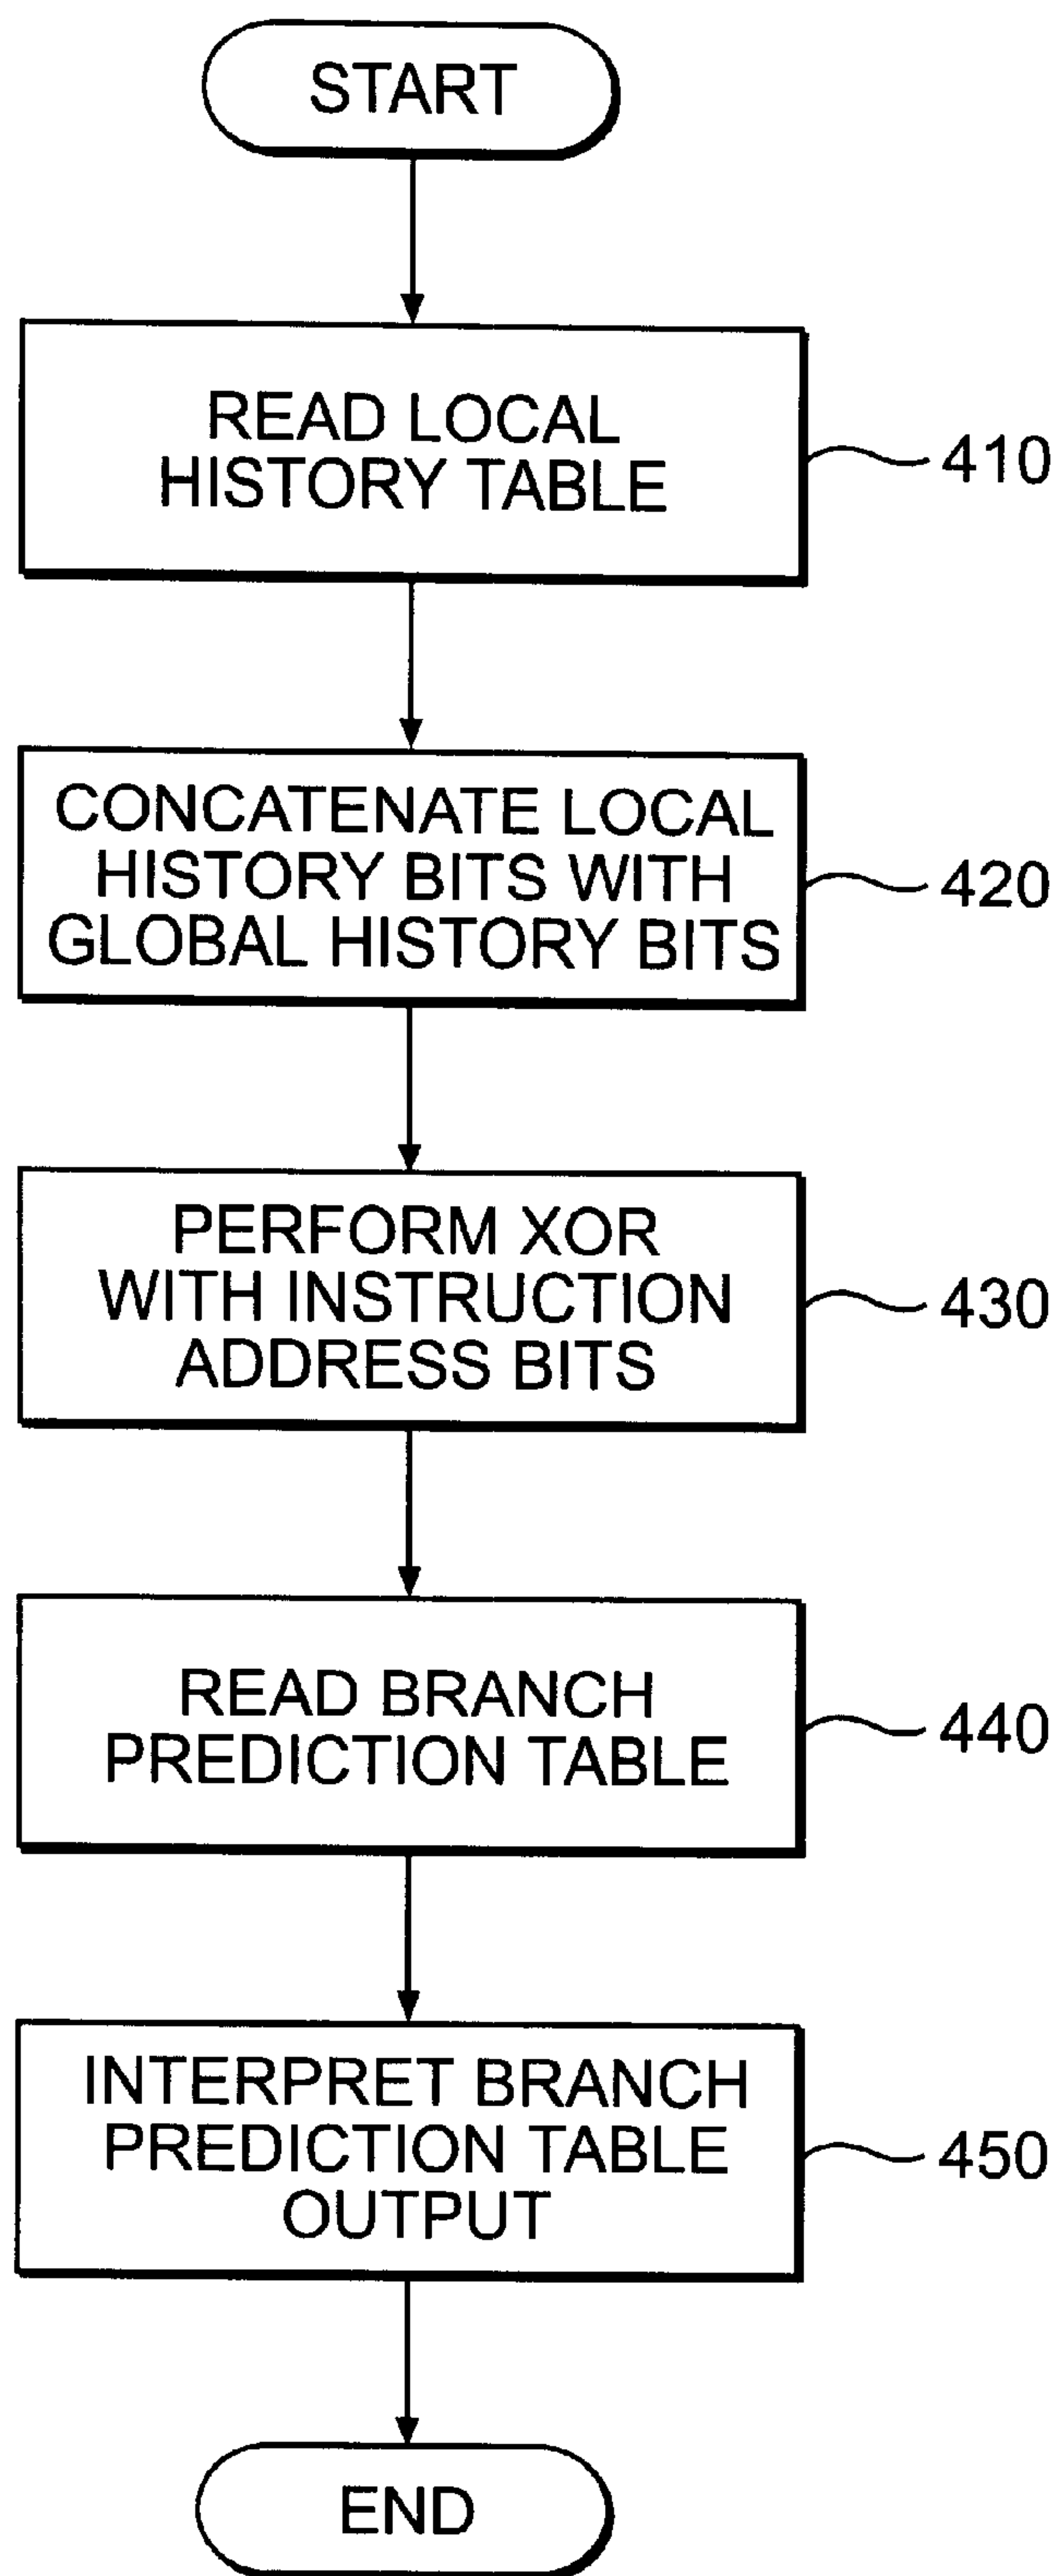 START
READ LOCAL
HISTORY TABLE
410
CONCATENATE LOCAL
HISTORY BITS WITH
GLOBAL HISTORY BITS
420
PERFORM XOR
WITH INSTRUCTION
ADDRESS BITS
430
READ BRANCH
PREDICTION TABLE
440
INTERPRET BRANCH
PREDICTION TABLE
OUTPUT
450
END